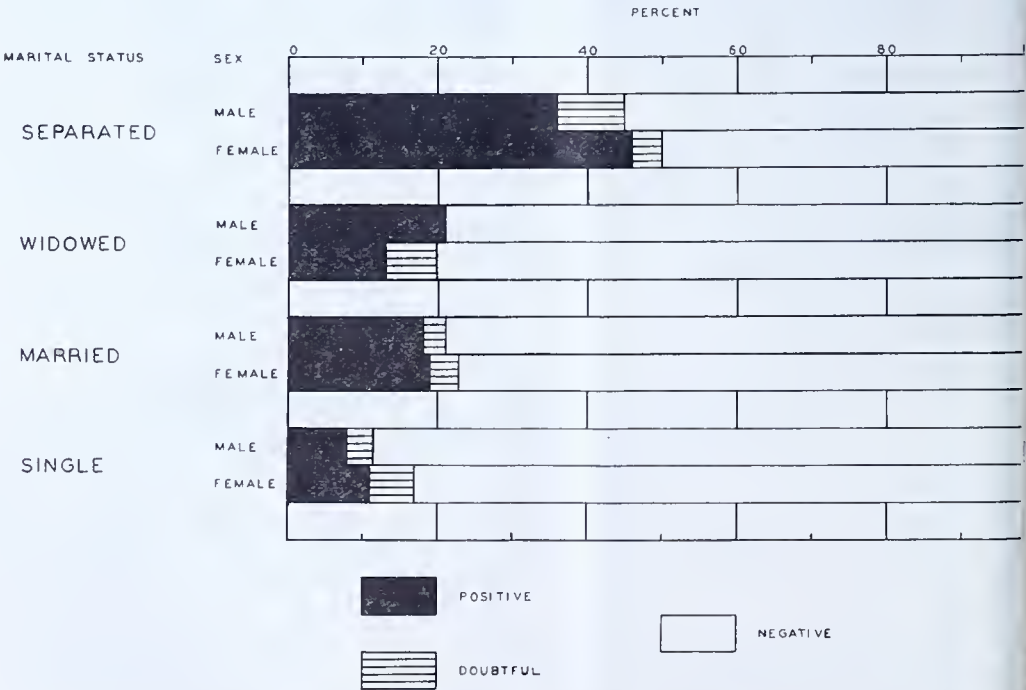 PERCENT
MARITAL STATUS SEX 0 20 40 60 80
SEPARATED
MALE
FEMALE
WIDOWED
MALE
FEMALE
MARRIED
MALE
FEMALE
SINGLE
MALE
FEMALE
POSITIVE
NEGATIVE
DOUBTFUL